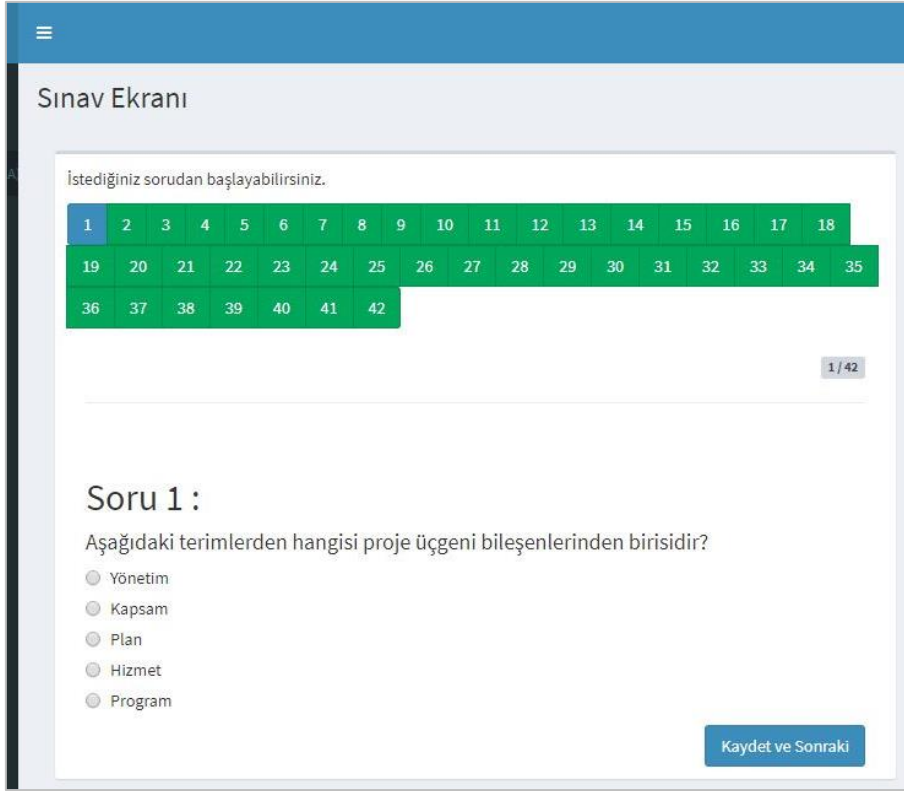 Sınav Ekranı
İstediğiniz sorudan başlayabilirsiniz.
1 2 3 4 5 6 7 8 9 10 11 12 13 14 15 16 17 18
19 20 21 22 23 24 25 26 27 28 29 30 31 32 33 34 35
36 37 38 39 40 41 42
1 / 42
Soru 1 :
Aşağıdaki terimlerden hangisi proje üçgeni bileşenlerinden birisidir?
Yönetim
Kapsam
Plan
Hizmet
Program
Kaydet ve Sonraki